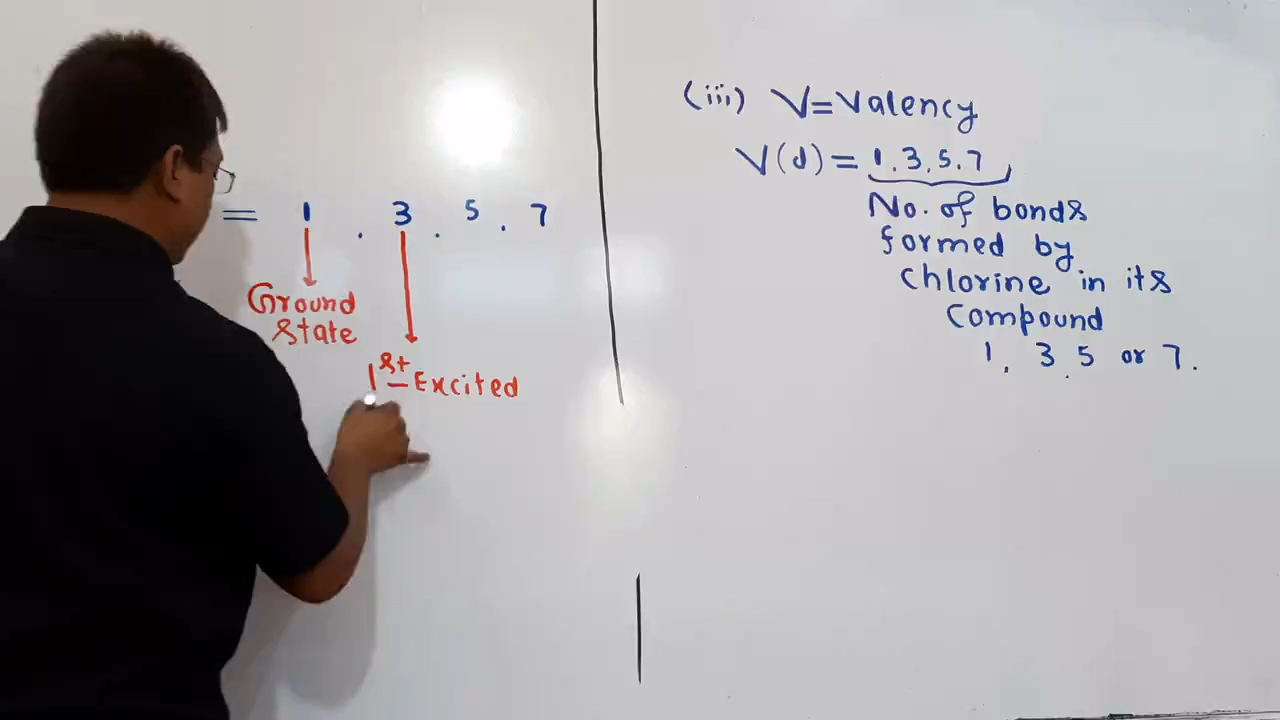 = 1 . 3 . 5 . 7
Ground
State
1st - Excited
(iii) V = Valency
V(cl) = 1, 3, 5, 7
No. of bonds
formed by
Chlorine in its
Compound
1, 3, 5 or 7.